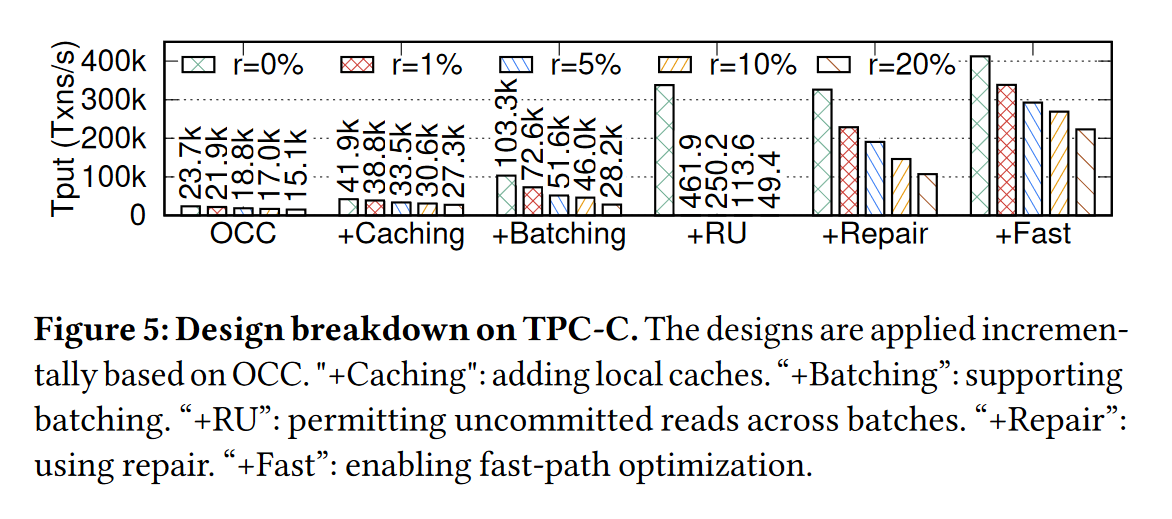 Tput (Txns/s)
400k
300k
200k
100k
0
r=0%
r=1%
r=5%
r=10%
r=20%
23.7k
21.9k
18.8k
17.0k
15.1k
41.9k
38.8k
33.5k
30.6k
27.3k
103.3k
72.6k
51.6k
46.0k
28.2k
461.9
250.2
113.6
49.4
OCC
+Caching
+Batching
+RU
+Repair
+Fast
Figure 5: Design breakdown on TPC-C. The designs are applied incremen-
tally based on OCC. "+Caching": adding local caches. “+Batching”: supporting
batching. “+RU”: permitting uncommitted reads across batches. “+Repair”:
using repair. “+Fast”: enabling fast-path optimization.